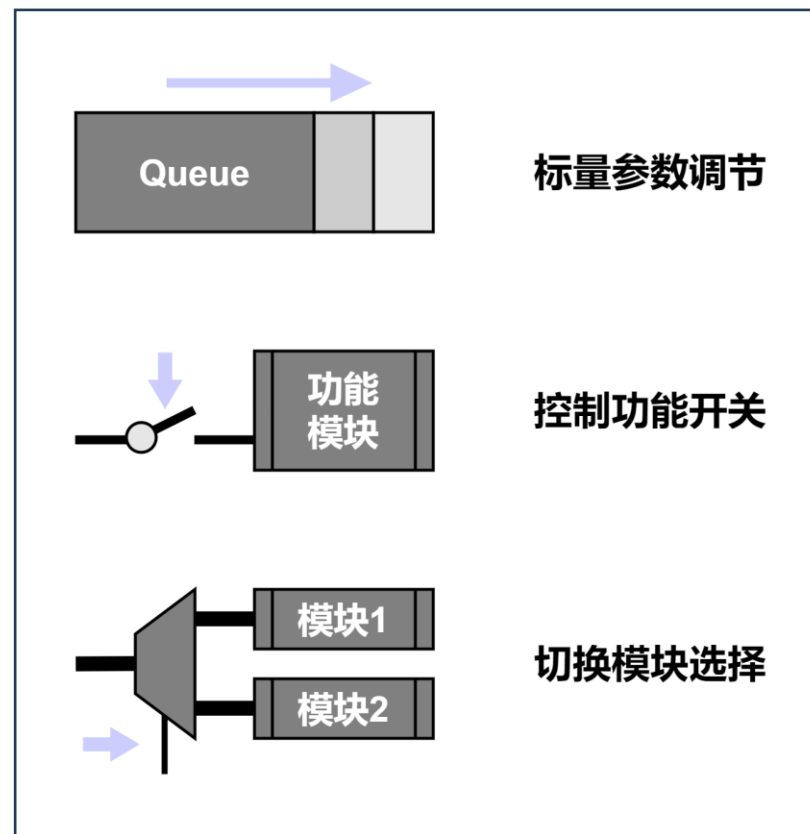 Queue
标量参数调节
功能
模块
控制功能开关
模块1
模块2
切换模块选择